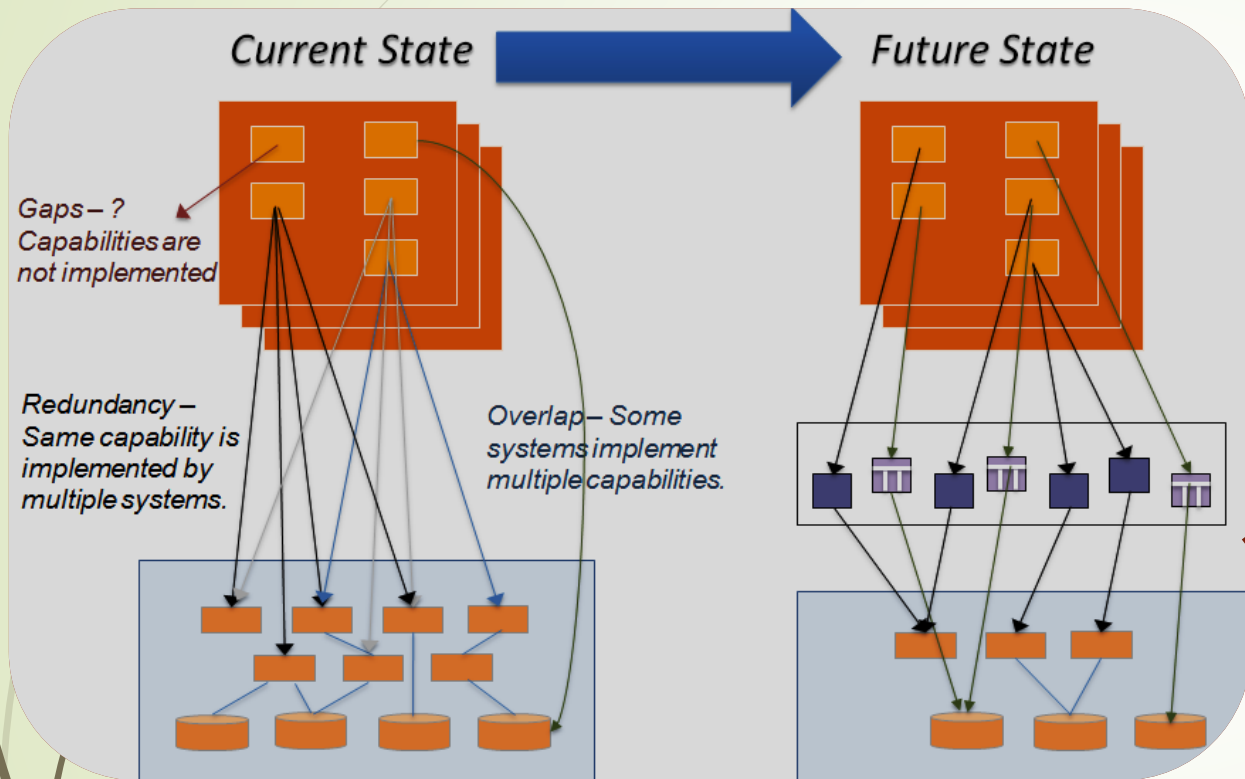 Current State
Future State
Gaps – ?
Capabilities are
not implemented
Redundancy –
Same capability is
implemented by
multiple systems.
Overlap – Some
systems implement
multiple capabilities.